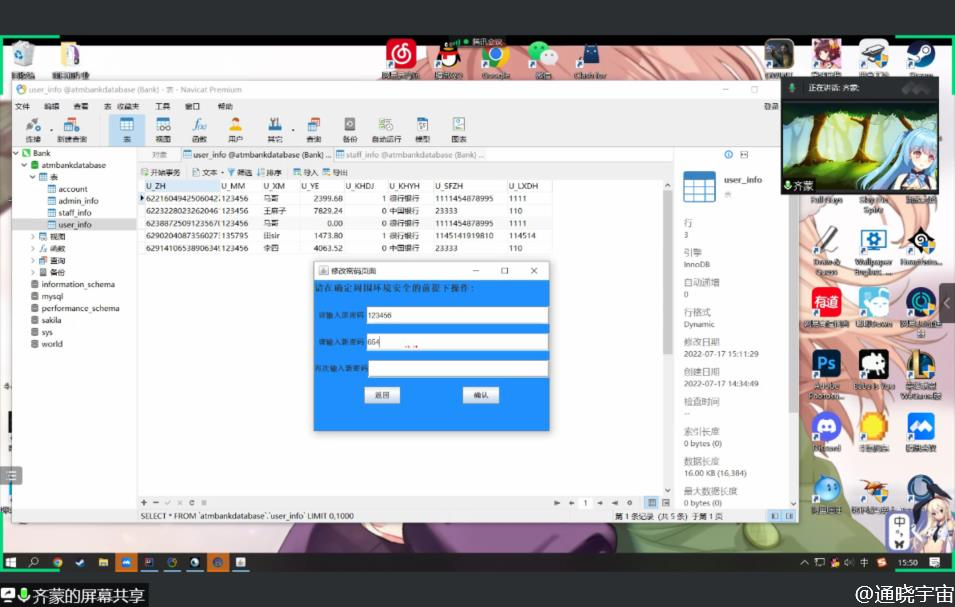 腾讯会议
user_info @atmbankdatabase (Bank) - 表 - Navicat Premium
文件 编辑 查看 表 收藏夹 工具 窗口 帮助
登录
连接 新建查询 表 视图 函数 用户 其它 查询 备份 自动运行 模型 图表
正在讲话: 齐蒙;
齐蒙
Bank
atmbankdatabase
表
account
admin_info
staff_info
user_info
视图
函数
查询
备份
information_schema
mysql
performance_schema
sakila
sys
world
对象 user_info @atmbankdatabase (Bank) ... staff_info @atmbankdatabase (Bank) ...
开始事务 文本 筛选 排序 导入 导出
U_ZH U_MM U_XM U_YE U_KHDJ U_KHYH U_SFZH U_LXDH
123456 马哥 2399.68 1 很行银行 1111454878995 1111
123456 王麻子 7829.24 0 中国银行 23333 110
123456 马哥 0.00 0 很行银行 1111454878995 1111
135795 田sir 1473.80 1 很行银行 1145141919810 114514
123456 李四 4063.52 0 中国银行 23333 110
修改密码页面
请在确定周围环境安全的前提下操作:
请输入原密码 123456
请输入新密码 654
再次输入新密码
返回 确认
user_info
表
行
3
引擎
InnoDB
自动递增
0
行格式
Dynamic
修改日期
2022-07-17 15:11:29
创建日期
2022-07-17 14:34:49
检查时间
--
索引长度
0 bytes (0)
数据长度
16.00 KB (16,384)
最大数据长度
0 bytes (0)
SELECT * FROM `atmbankdatabase`.`user_info` LIMIT 0,1000
第 1 条记录 (共 5 条) 于第 1 页
有道
Ps
Adobe
Discord
中
15:50
齐蒙的屏幕共享
@通晓宇宙